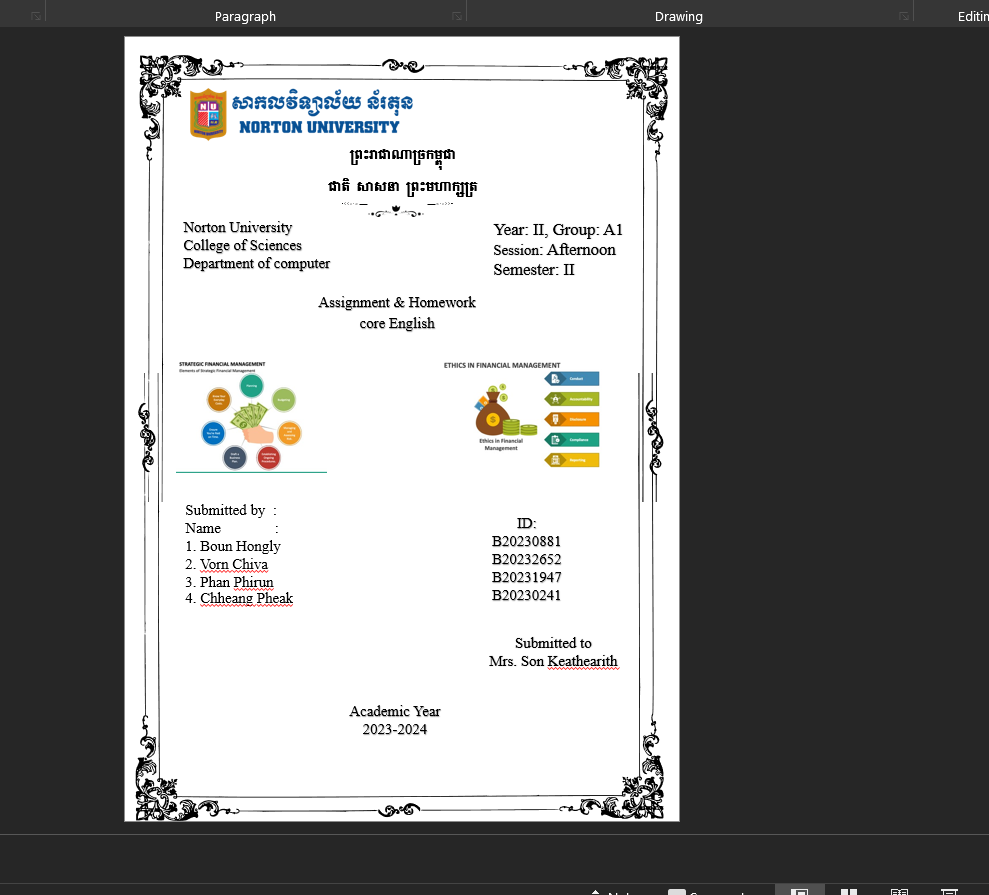 Paragraph
Drawing
សាកលវិទ្យាល័យ ន័រតុន
NORTON UNIVERSITY
ព្រះរាជាណាច្រកម្ពុជា
ជាតិ សាសនា ព្រះមហាក្សត្រ
Norton University
College of Sciences
Department of computer
Year: II, Group: A1
Session: Afternoon
Semester: II
Assignment & Homework
core English
STRATEGIC FINANCIAL MANAGEMENT
Elements of Strategic Financial Management
ETHICS IN FINANCIAL MANAGEMENT
Conduct
Accountability
Disclosure
Compliance
Reporting
Ethics in Financial
Management
Submitted by :
Name :
1. Boun Hongly
2. Vorn Chiva
3. Phan Phirun
4. Chheang Pheak
ID:
B20230881
B20232652
B20231947
B20230241
Submitted to
Mrs. Son Keathearith
Academic Year
2023-2024